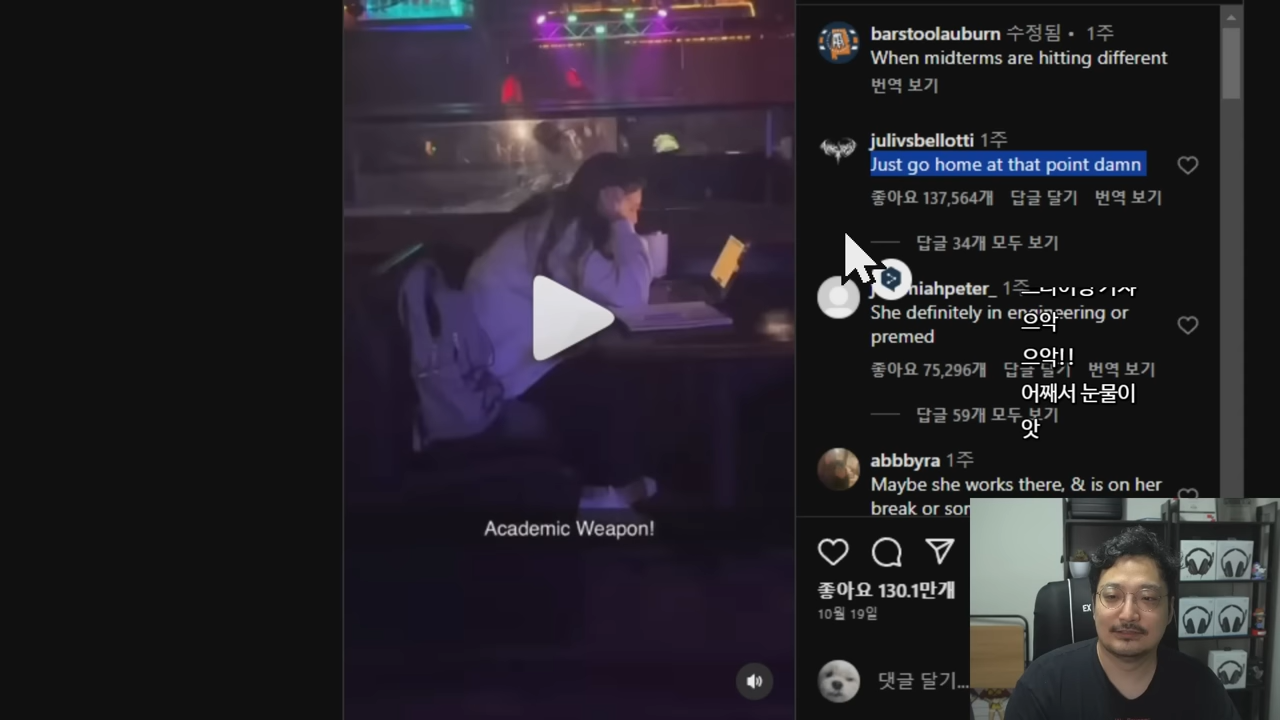 Academic Weapon!
barstoolauburn 수정됨 • 1주
When midterms are hitting different
번역 보기
julivsbellotti 1주
Just go home at that point damn
좋아요 137,564개 답글 달기 번역 보기
답글 34개 모두 보기
She definitely in engineering or
premed
좋아요 75,296개 답글 달기 번역 보기
답글 59개 모두 보기
abbbyra 1주
Maybe she works there, & is on her
break or
으악
으악!!
어째서 눈물이
앗
좋아요 130.1만개
10월 19일
댓글 달기...
EX